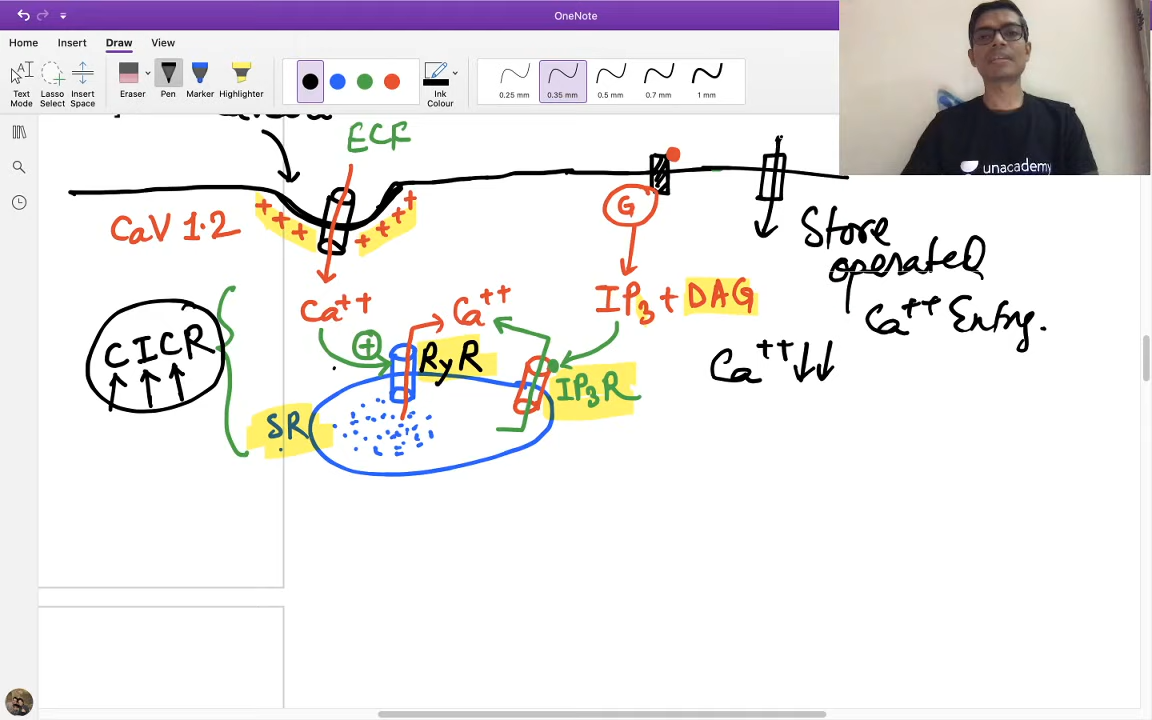 OneNote
Home Insert Draw View
Text Mode
Lasso Select
Insert Space
Eraser
Pen
Marker
Highlighter
Ink Colour
0.25 mm
0.35 mm
0.5 mm
0.7 mm
1 mm
unacademy
ECF
CaV 1.2
+ + + + + + +
G
Store
operated
Ca++ Entry.
Ca++
Ca++
IP3 + DAG
CICR
+
RyR
IP3R
Ca++ ↓↓
SR